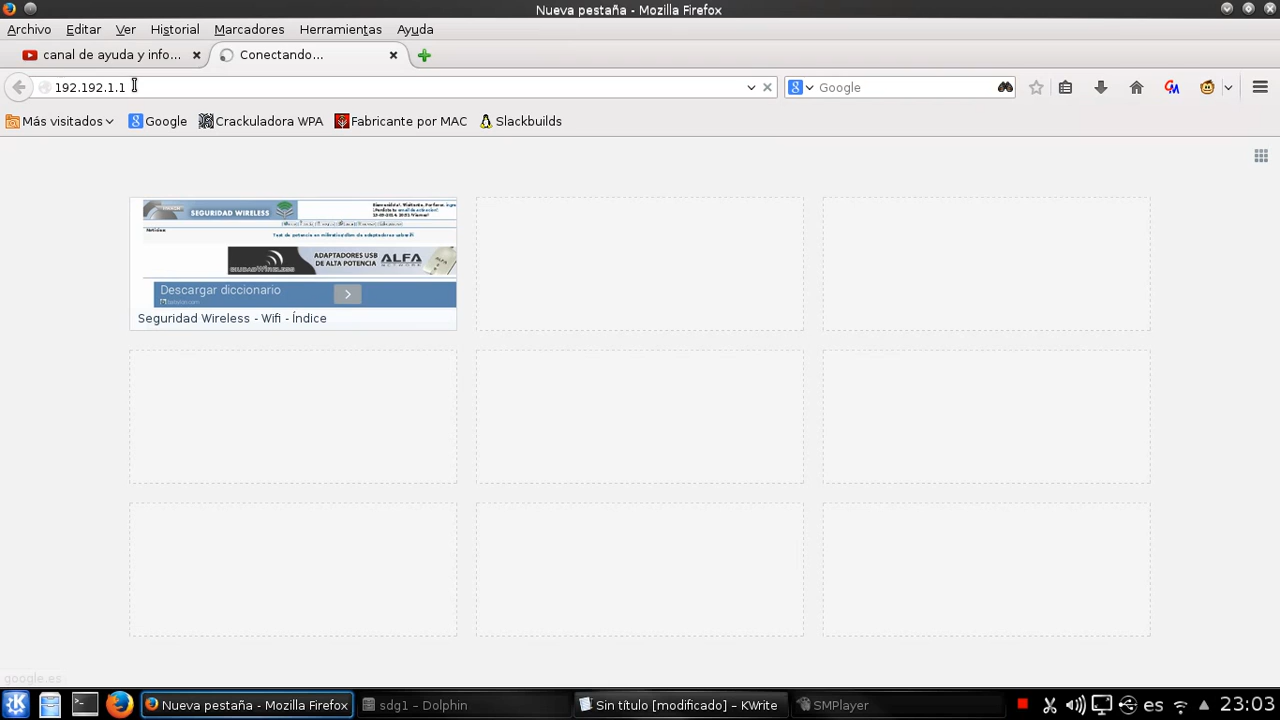 Nueva pestaña - Mozilla Firefox
Archivo Editar Ver Historial Marcadores Herramientas Ayuda
canal de ayuda y info...
Conectando...
192.192.1.1
Google
Más visitados Google Crackuladora WPA Fabricante por MAC Slackbuilds
SEGURIDAD WIRELESS
Noticias
ADAPTADORES USB
DE ALTA POTENCIA
ALFA
Descargar diccionario
Seguridad Wireless - Wifi - Índice
google.es
Nueva pestaña - Mozilla Firefox
sdg1 - Dolphin
Sin título [modificado] - KWrite
SMPlayer
es
23:03